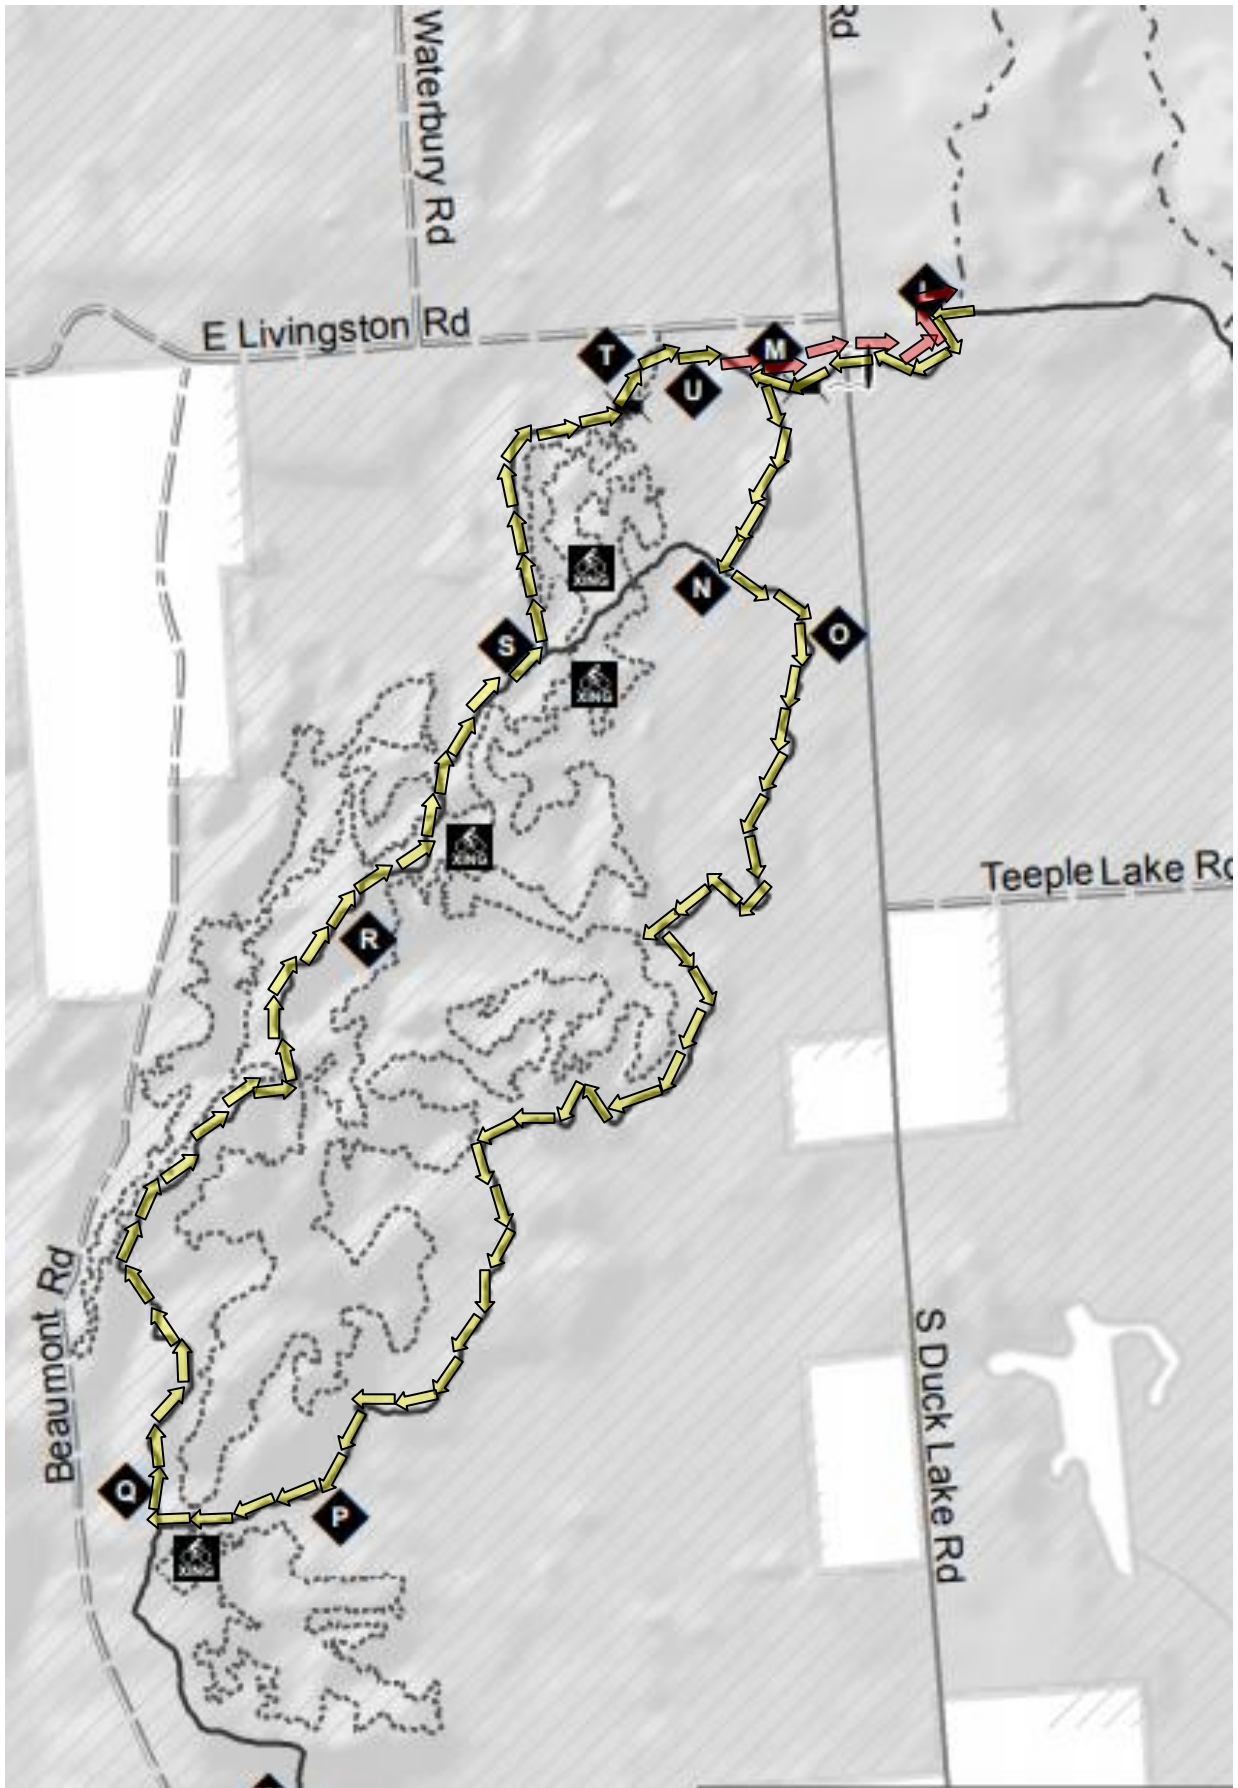 Rd
Waterbury Rd
E Livingston Rd
T
M
U
XING
N
O
S
XING
XING
Teeple Lake Rd
R
Beaumont Rd
S Duck Lake Rd
Q
P
XING